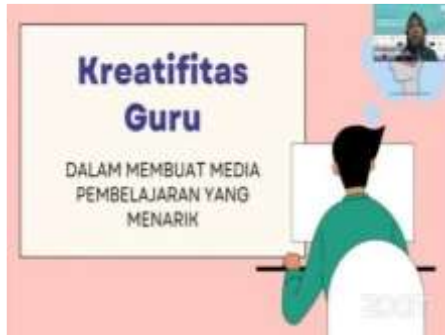 Kreatifitas
Guru
DALAM MEMBUAT MEDIA
PEMBELAJARAN YANG
MENARIK